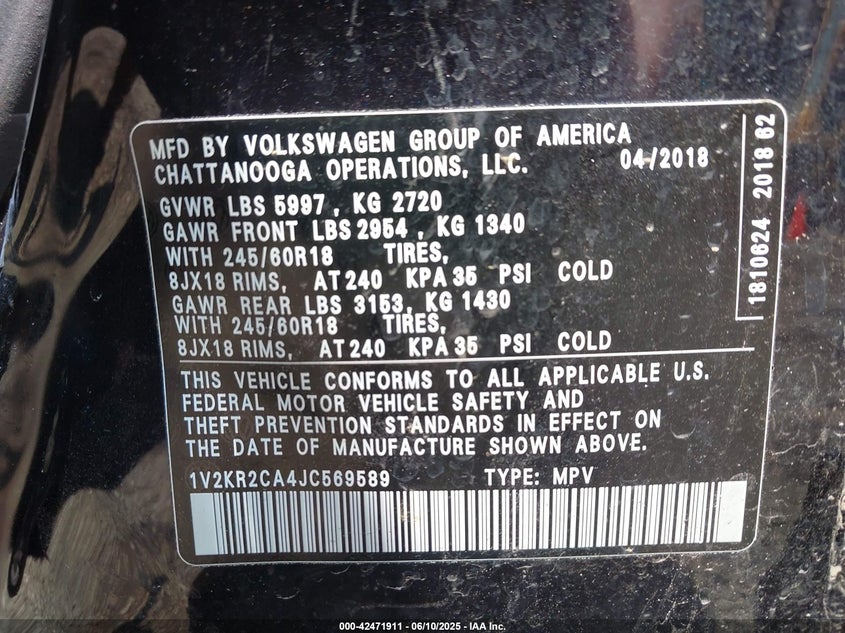 MFD BY VOLKSWAGEN GROUP OF AMERICA
CHATTANOOGA OPERATIONS, LLC. 04/2018
GVWR LBS 5997, KG 2720
GAWR FRONT LBS 2954, KG 1340
WITH 245/60R18 TIRES,
8JX18 RIMS, AT 240 KPA 35 PSI COLD
GAWR REAR LBS 3153, KG 1430
WITH 245/60R18 TIRES,
8JX18 RIMS, AT 240 KPA 35 PSI COLD
1810624 2018 62
THIS VEHICLE CONFORMS TO ALL APPLICABLE U.S.
FEDERAL MOTOR VEHICLE SAFETY AND
THEFT PREVENTION STANDARDS IN EFFECT ON
THE DATE OF MANUFACTURE SHOWN ABOVE.
1V2KR2CA4JC569589 TYPE: MPV
000-42471911 - 06/10/2025 - IAA Inc.